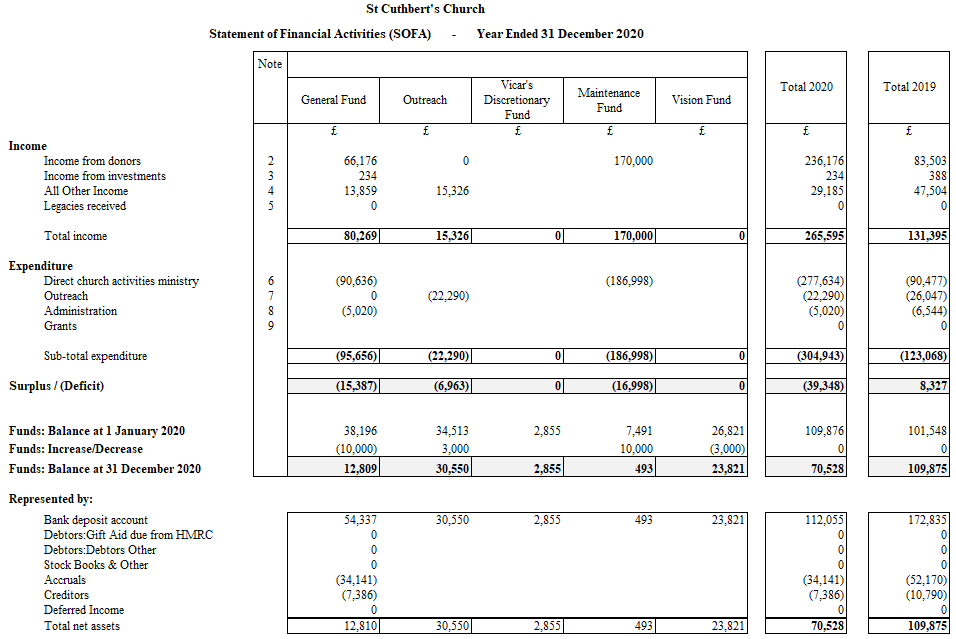 St Cuthbert's Church
Statement of Financial Activities (SOFA) - Year Ended 31 December 2020
Note
General Fund Outreach Vicar's Discretionary Fund Maintenance Fund Vision Fund Total 2020 Total 2019
£ £ £ £ £ £ £
Income
Income from donors 2 66,176 0 170,000 236,176 83,503
Income from investments 3 234 234 388
All Other Income 4 13,859 15,326 29,185 47,504
Legacies received 5 0 0 0
Total income 80,269 15,326 0 170,000 0 265,595 131,395
Expenditure
Direct church activities ministry 6 (90,636) (186,998) (277,634) (90,477)
Outreach 7 0 (22,290) (22,290) (26,047)
Administration 8 (5,020) (5,020) (6,544)
Grants 9 0 0
Sub-total expenditure (95,656) (22,290) 0 (186,998) 0 (304,943) (123,068)
Surplus / (Deficit) (15,387) (6,963) 0 (16,998) 0 (39,348) 8,327
Funds: Balance at 1 January 2020 38,196 34,513 2,855 7,491 26,821 109,876 101,548
Funds: Increase/Decrease (10,000) 3,000 10,000 (3,000) 0 0
Funds: Balance at 31 December 2020 12,809 30,550 2,855 493 23,821 70,528 109,875
Represented by:
Bank deposit account 54,337 30,550 2,855 493 23,821 112,055 172,835
Debtors:Gift Aid due from HMRC 0 0 0
Debtors:Debtors Other 0 0 0
Stock Books & Other 0 0 0
Accruals (34,141) (34,141) (52,170)
Creditors (7,386) (7,386) (10,790)
Deferred Income 0 0 0
Total net assets 12,810 30,550 2,855 493 23,821 70,528 109,875